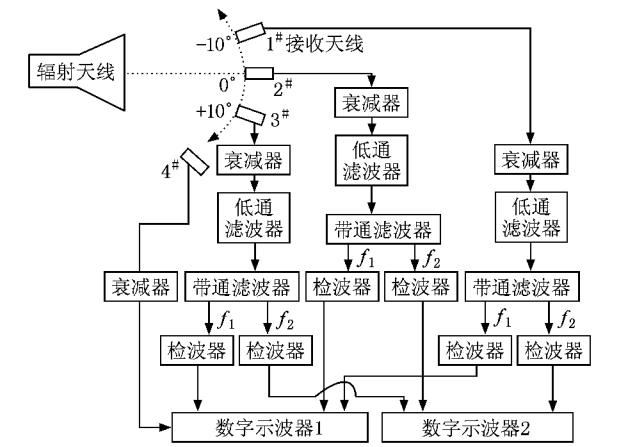 -10°
1#接收天线
辐射天线
0°
2#
衰减器
+10°
3#
4#
衰减器
低通
滤波器
衰减器
低通
滤波器
低通
滤波器
带通滤波器
f1
f2
衰减器
带通滤波器
检波器
检波器
带通滤波器
f1
f2
f1
f2
检波器
检波器
检波器
检波器
数字示波器1
数字示波器2